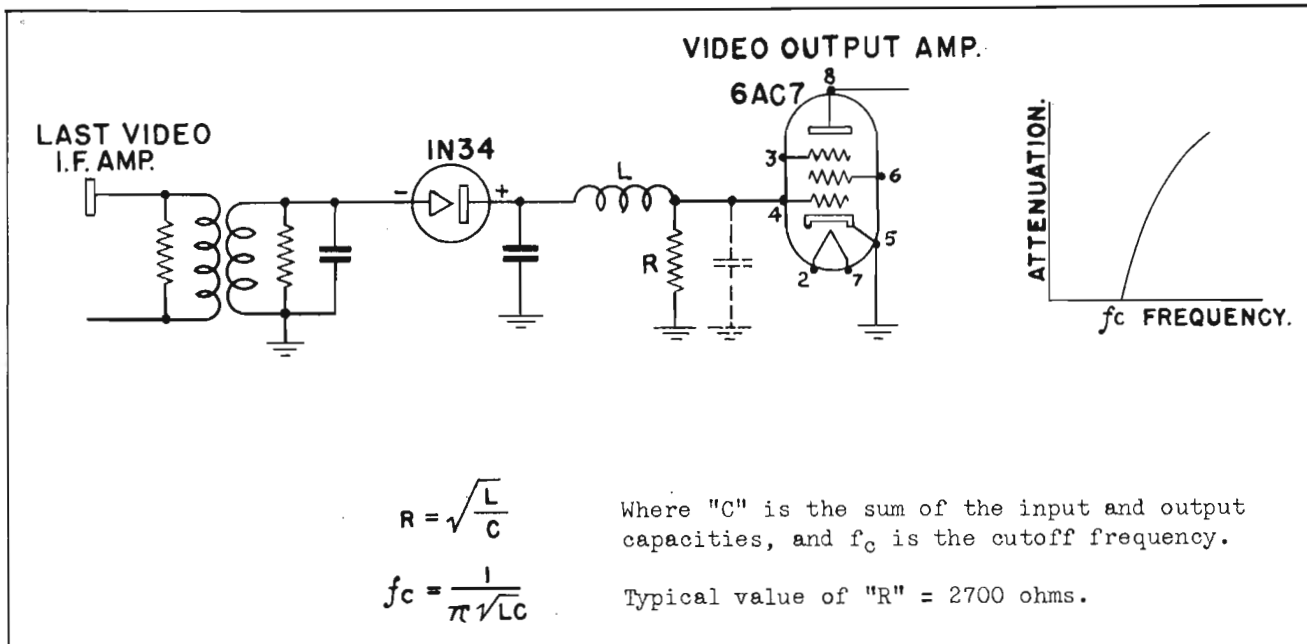 VIDEO OUTPUT AMP.
8
6AC7
LAST VIDEO
I.F. AMP.
IN34
- +
L
R
3
6
4
5
2 7
ATTENUATION.
fc FREQUENCY.
R = √L/C
fc = 1/π√LC
Where "C" is the sum of the input and output
capacities, and fc is the cutoff frequency.
Typical value of "R" = 2700 ohms.